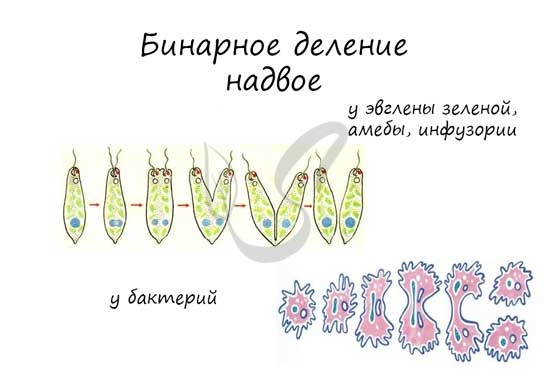 Бинарное деление
надвое
у эвглены зеленой,
амебы, инфузории
у бактерий